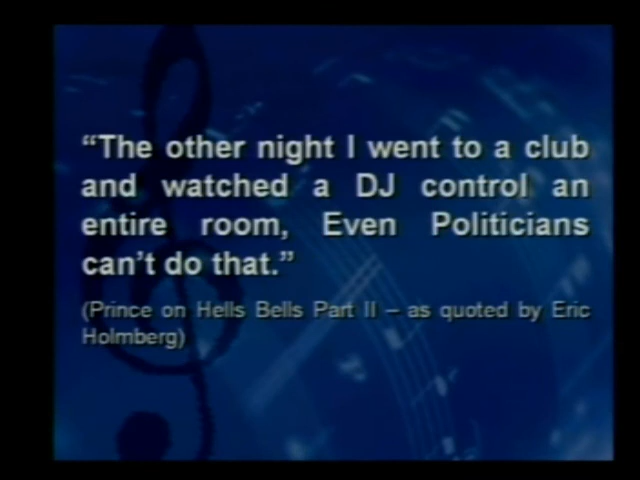 “The other night I went to a club
and watched a DJ control an
entire room, Even Politicians
can’t do that.”
(Prince on Hells Bells Part II – as quoted by Eric
Holmberg)